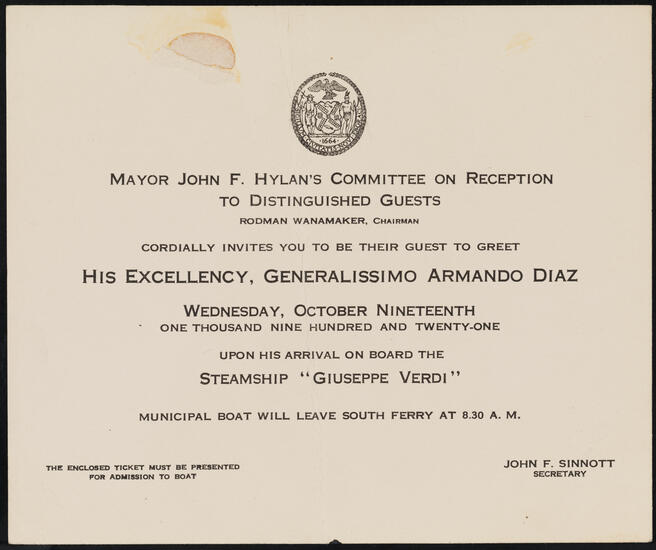 ·1664·
MAYOR JOHN F. HYLAN'S COMMITTEE ON RECEPTION
TO DISTINGUISHED GUESTS
RODMAN WANAMAKER, CHAIRMAN
CORDIALLY INVITES YOU TO BE THEIR GUEST TO GREET
HIS EXCELLENCY, GENERALISSIMO ARMANDO DIAZ
WEDNESDAY, OCTOBER NINETEENTH
ONE THOUSAND NINE HUNDRED AND TWENTY-ONE
UPON HIS ARRIVAL ON BOARD THE
STEAMSHIP "GIUSEPPE VERDI"
MUNICIPAL BOAT WILL LEAVE SOUTH FERRY AT 8.30 A. M.
THE ENCLOSED TICKET MUST BE PRESENTED
FOR ADMISSION TO BOAT
JOHN F. SINNOTT
SECRETARY